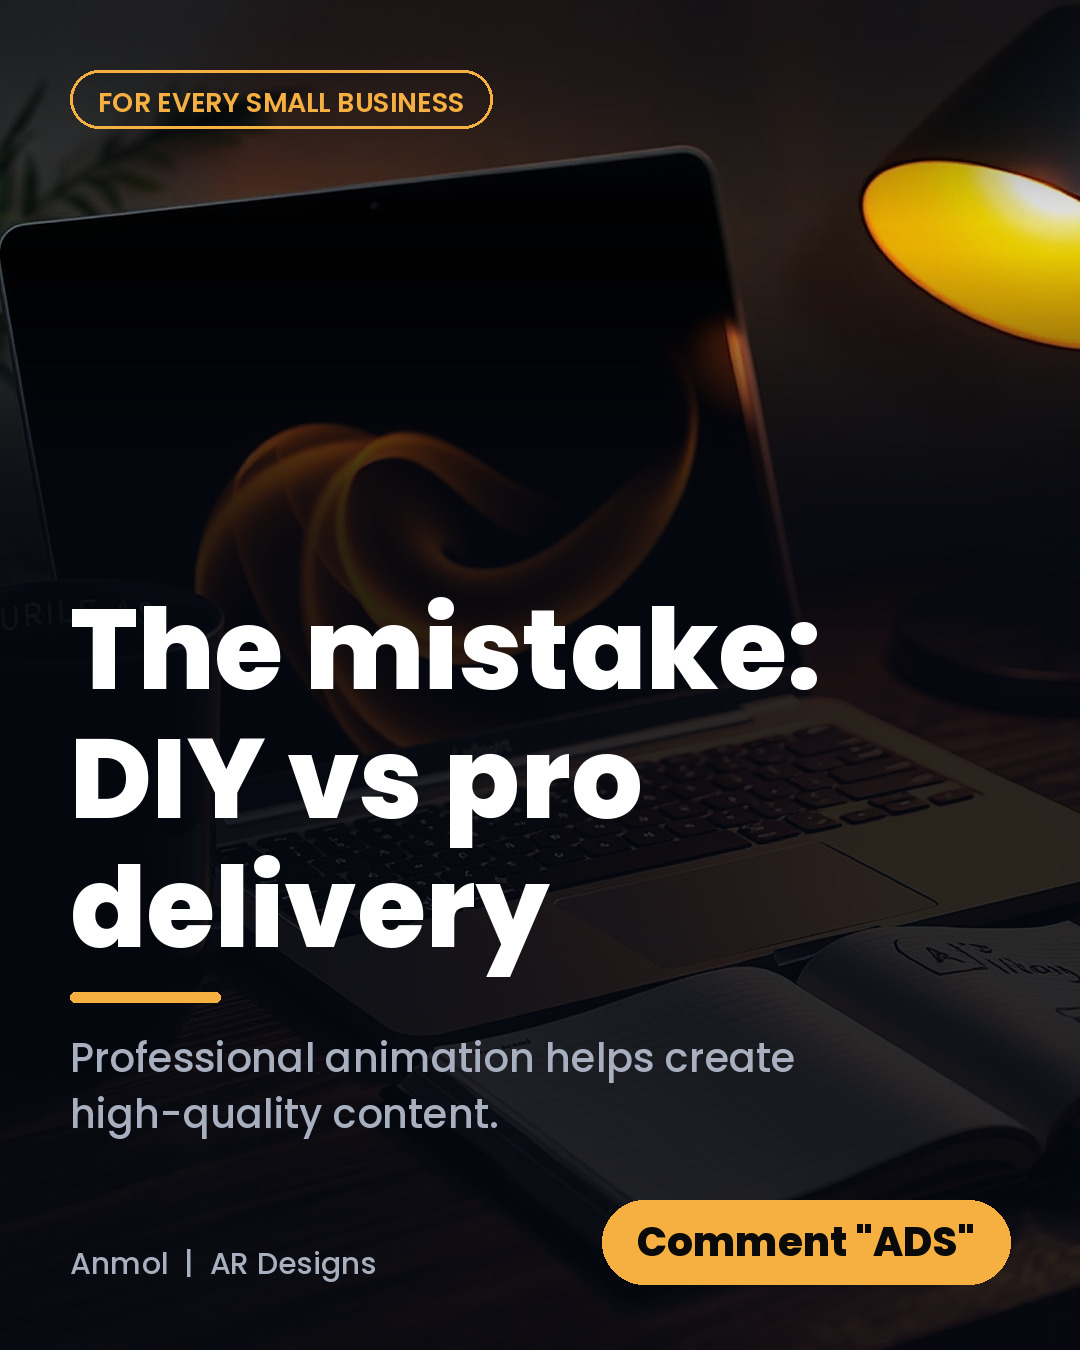 FOR EVERY SMALL BUSINESS
The mistake:
DIY vs pro
delivery
Professional animation helps create
high-quality content.
Comment "ADS"
Anmol | AR Designs